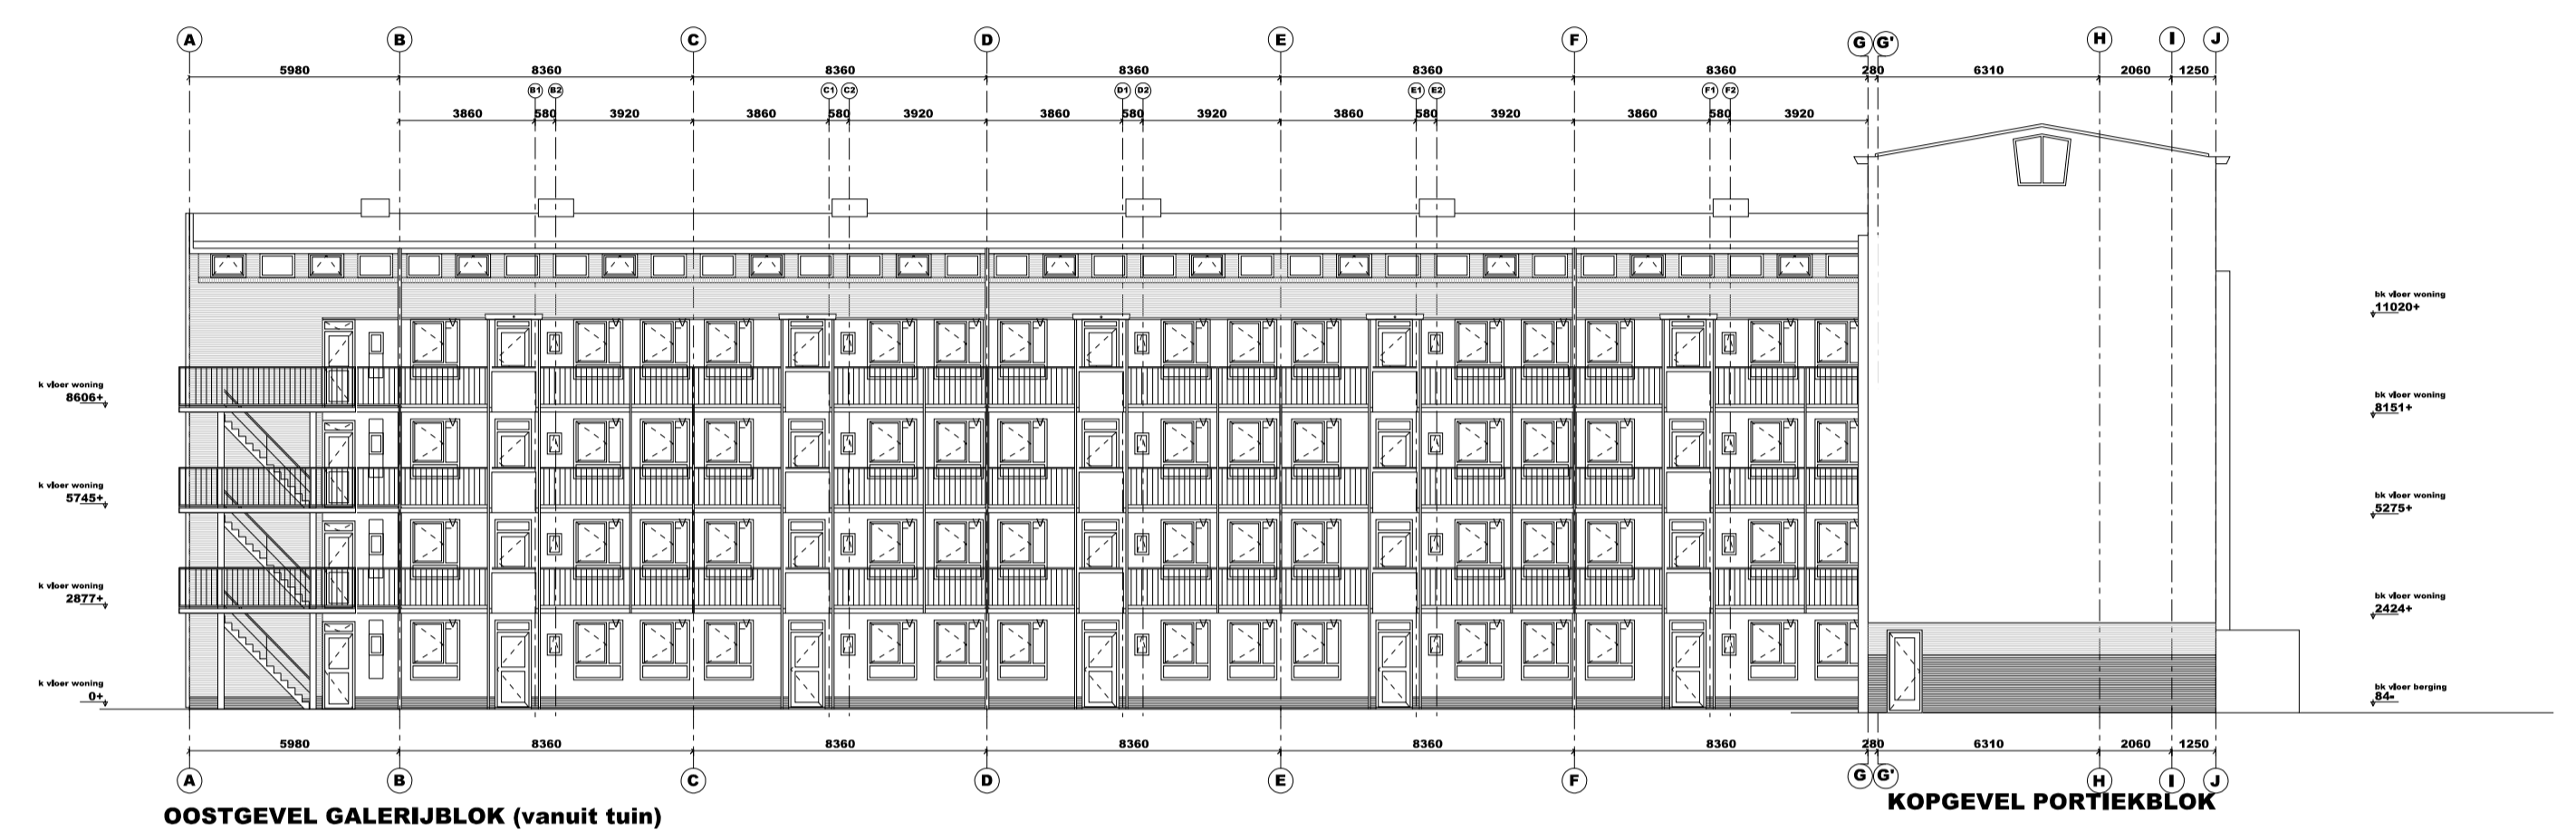 A B C D E F G G' H I J
5980 8360 8360 8360 8360 8360 280 6310 2060 1250
B1 B2 C1 C2 D1 D2 E1 E2 F1 F2
3860 580 3920 3860 580 3920 3860 580 3920 3860 580 3920 3860 580 3920
bk vloer woning
11020+
k vloer woning
8606+
bk vloer woning
8151+
k vloer woning
5745+
bk vloer woning
5275+
k vloer woning
2877+
bk vloer woning
2424+
k vloer woning
0+
bk vloer berging
84-
5980 8360 8360 8360 8360 8360 280 6310 2060 1250
A B C D E F G G' H I J
OOSTGEVEL GALERIJBLOK (vanuit tuin)
KOPGEVEL PORTIEKBLOK